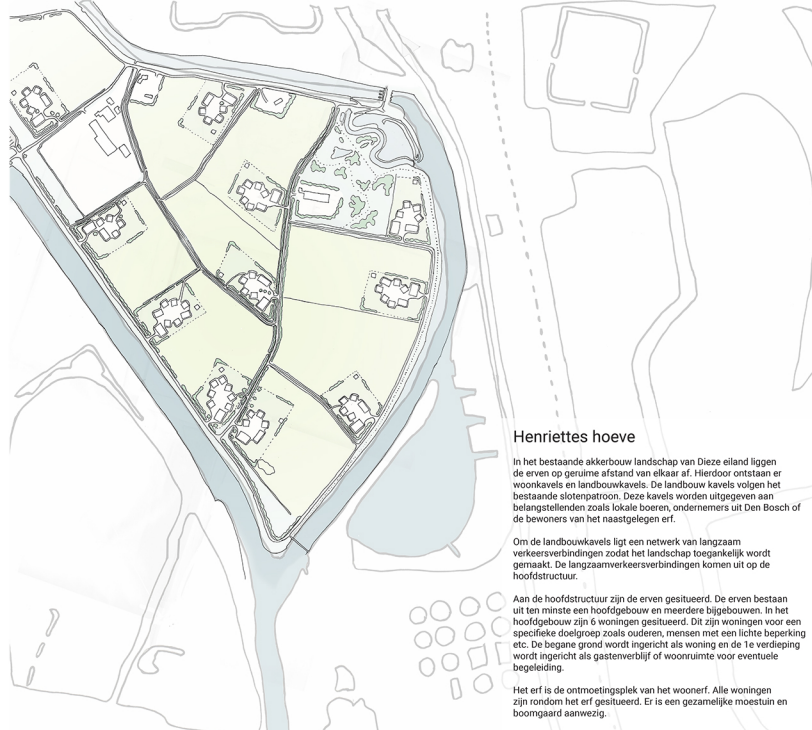 Henriettes hoeve
In het bestaande akkerbouw landschap van Dieze eiland liggen
de erven op geruime afstand van elkaar af. Hierdoor ontstaan er
woonkavels en landbouwkavels. De landbouw kavels volgen het
bestaande slotenpatroon. Deze kavels worden uitgegeven aan
belangstellenden zoals lokale boeren, ondernemers uit Den Bosch of
de bewoners van het naastgelegen erf.
Om de landbouwkavels ligt een netwerk van langzaam
verkeersverbindingen zodat het landschap toegankelijk wordt
gemaakt. De langzaamverkeersverbindingen komen uit op de
hoofdstructuur.
Aan de hoofdstructuur zijn de erven gesitueerd. De erven bestaan
uit ten minste een hoofdgebouw en meerdere bijgebouwen. In het
hoofdgebouw zijn 6 woningen gesitueerd. Dit zijn woningen voor een
specifieke doelgroep zoals ouderen, mensen met een lichte beperking
etc. De begane grond wordt ingericht als woning en de 1e verdieping
wordt ingericht als gastenverblijf of woonruimte voor eventuele
begeleiding.
Het erf is de ontmoetingsplek van het woonerf. Alle woningen
zijn rondom het erf gesitueerd. Er is een gezamelijke moestuin en
boomgaard aanwezig.